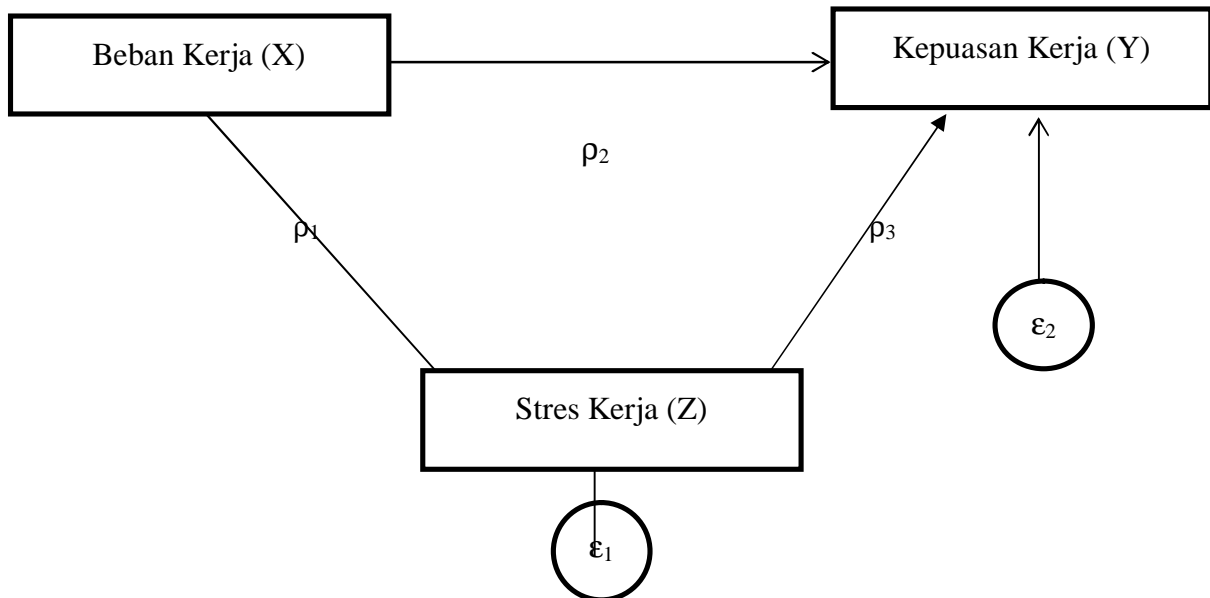 Beban Kerja (X)
Kepuasan Kerja (Y)
ρ₂
ρ₁
ρ₃
ε₂
Stres Kerja (Z)
ε₁